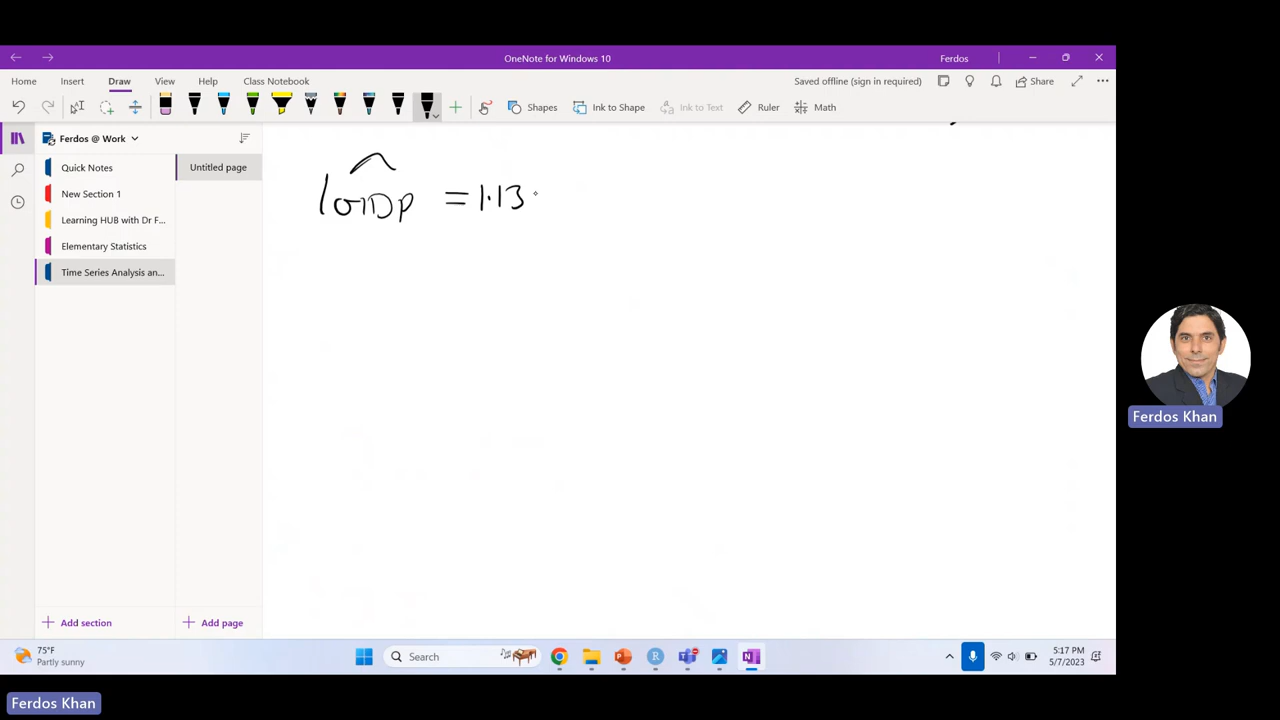 OneNote for Windows 10
Ferdos
Home Insert Draw View Help Class Notebook
Saved offline (sign in required) Share
Shapes Ink to Shape Ink to Text Ruler Math
Ferdos @ Work
Untitled page
Quick Notes
New Section 1
Learning HUB with Dr F...
Elementary Statistics
Time Series Analysis an...
= 1.13
Ferdos Khan
Add section
Add page
75°F
Partly sunny
Search
5:17 PM
5/7/2023
Ferdos Khan